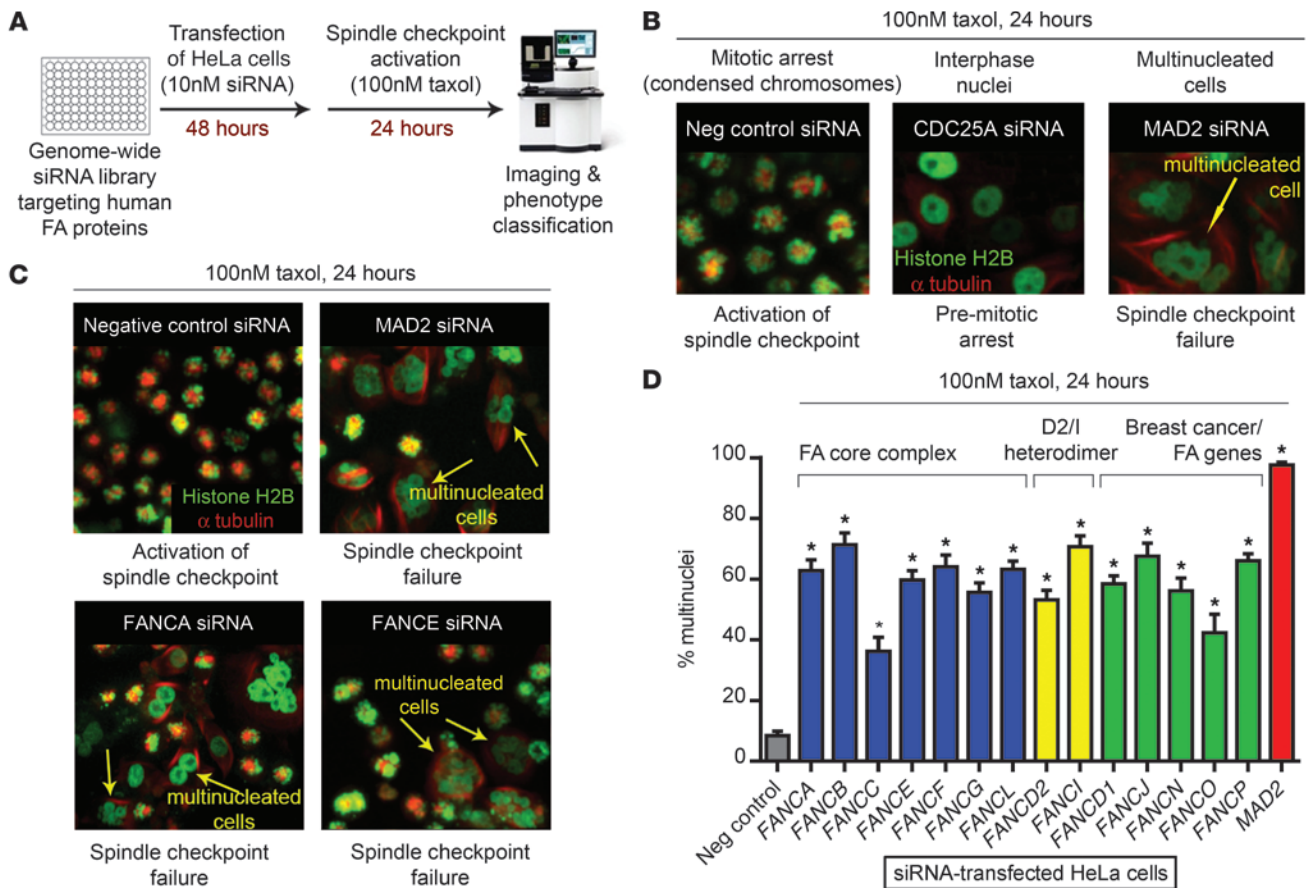 A
Transfection
of HeLa cells
(10nM siRNA)
48 hours
Spindle checkpoint
activation
(100nM taxol)
24 hours
Genome-wide
siRNA library
targeting human
FA proteins
Imaging &
phenotype
classification
B
100nM taxol, 24 hours
Mitotic arrest
(condensed chromosomes)
Interphase
nuclei
Multinucleated
cells
Neg control siRNA
CDC25A siRNA
MAD2 siRNA
multinucleated
cell
Histone H2B
α tubulin
Activation of
spindle checkpoint
Pre-mitotic
arrest
Spindle checkpoint
failure
C
100nM taxol, 24 hours
Negative control siRNA
MAD2 siRNA
Histone H2B
α tubulin
multinucleated
cells
Activation of
spindle checkpoint
Spindle checkpoint
failure
FANCA siRNA
FANCE siRNA
multinucleated
cells
multinucleated
cells
Spindle checkpoint
failure
Spindle checkpoint
failure
D
100nM taxol, 24 hours
FA core complex
D2/I
heterodimer
Breast cancer/
FA genes
% multinuclei
100
80
60
40
20
0
* * * * * * * * * * * * * * *
Neg control
FANCA
FANCB
FANCC
FANCE
FANCF
FANCG
FANCL
FANCD2
FANCI
FANCD1
FANCJ
FANCN
FANCO
FANCP
MAD2
siRNA-transfected HeLa cells